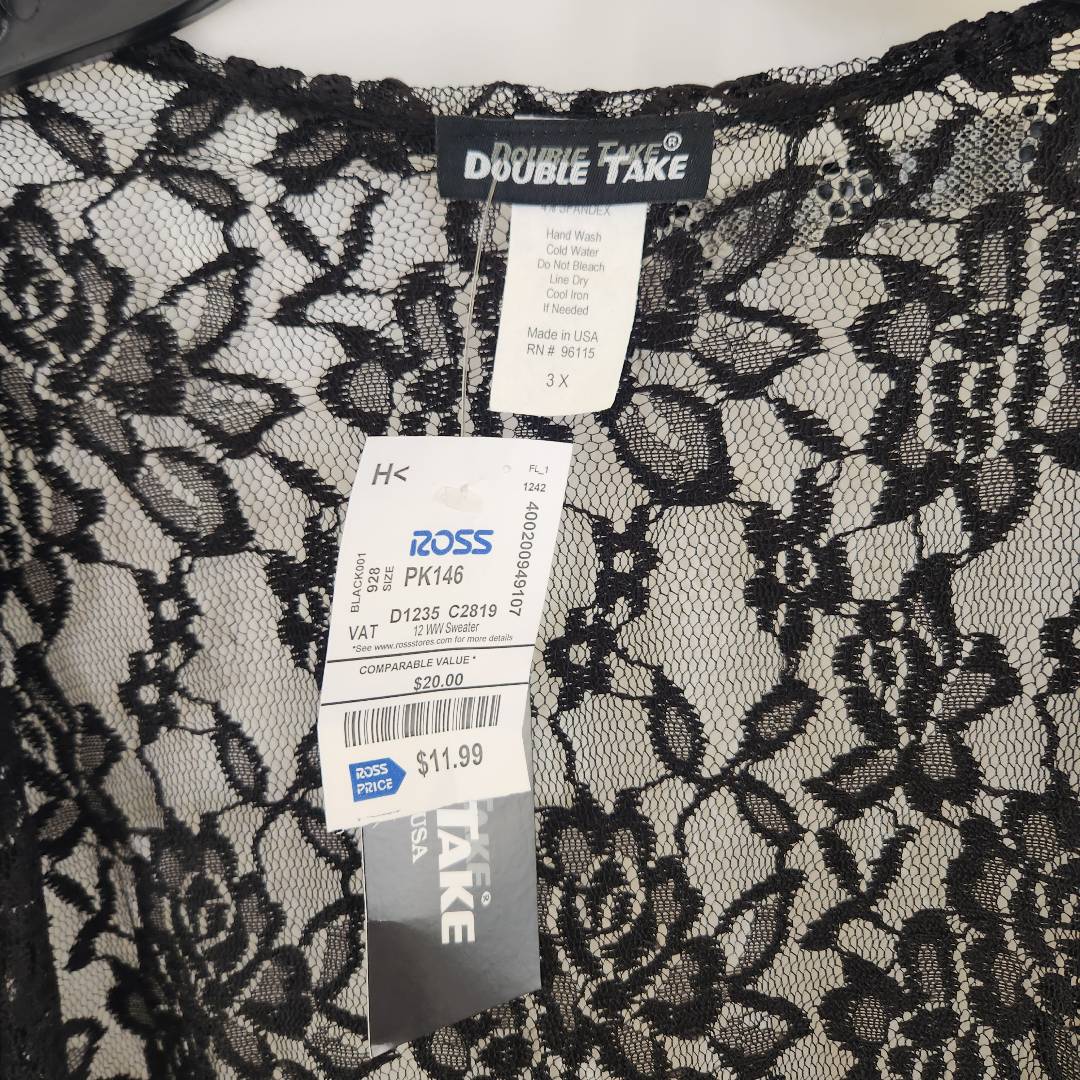 DOUBLE TAKE®
DOUBLE TAKE
4% SPANDEX
Hand Wash
Cold Water
Do Not Bleach
Line Dry
Cool Iron
If Needed
Made in USA
RN # 96115
3 X
H<
FL_1
1242
400200949107
ROSS
BLACK001
928
SIZE
PK146
D1235 C2819
VAT
12 WW Sweater
*See www.rossstores.com for more details
COMPARABLE VALUE *
$20.00
ROSS
PRICE
$11.99
TAKE®
TAKE
USA